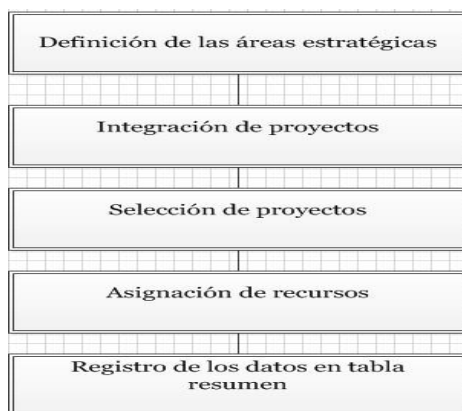 Definición de las áreas estratégicas
Integración de proyectos
Selección de proyectos
Asignación de recursos
Registro de los datos en tabla
resumen